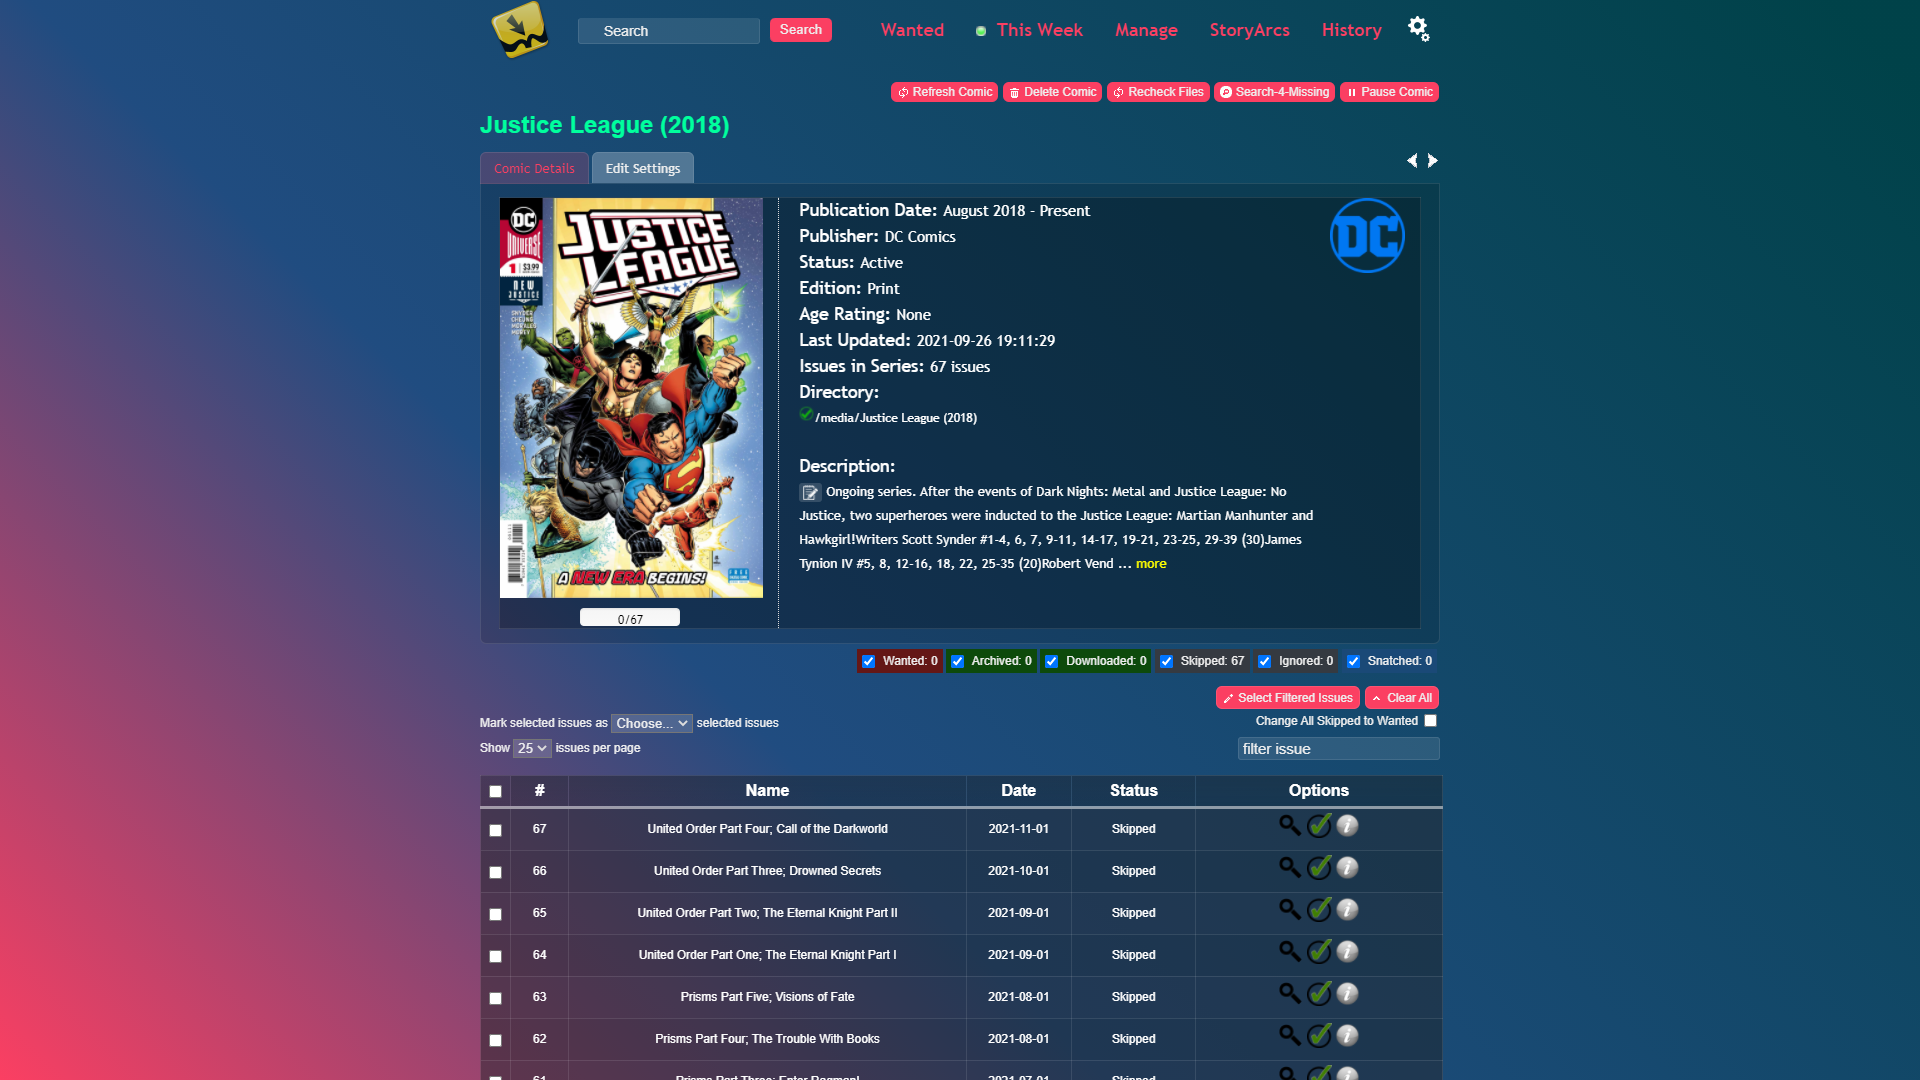 Search
Search
Wanted
This Week
Manage
StoryArcs
History
Refresh Comic
Delete Comic
Recheck Files
Search-4-Missing
Pause Comic
Justice League (2018)
Comic Details
Edit Settings
DC
UNIVERSE
1 $3.99
NEW
JUSTICE
SNYDER
CHEUNG
MORALES
MOREY
JUSTICE
LEAGUE
A NEW ERA BEGINS!
0/67
Publication Date: August 2018 - Present
Publisher: DC Comics
Status: Active
Edition: Print
Age Rating: None
Last Updated: 2021-09-26 19:11:29
Issues in Series: 67 issues
Directory:
/media/Justice League (2018)
Description:
Ongoing series. After the events of Dark Nights: Metal and Justice League: No
Justice, two superheroes were inducted to the Justice League: Martian Manhunter and
Hawkgirl!Writers Scott Synder #1-4, 6, 7, 9-11, 14-17, 19-21, 23-25, 29-39 (30)James
Tynion IV #5, 8, 12-16, 18, 22, 25-35 (20)Robert Vend ... more
DC
Wanted: 0
Archived: 0
Downloaded: 0
Skipped: 67
Ignored: 0
Snatched: 0
Select Filtered Issues
Clear All
Mark selected issues as Choose... selected issues
Change All Skipped to Wanted
Show 25 issues per page
filter issue
# Name Date Status Options
67 United Order Part Four; Call of the Darkworld 2021-11-01 Skipped
66 United Order Part Three; Drowned Secrets 2021-10-01 Skipped
65 United Order Part Two; The Eternal Knight Part II 2021-09-01 Skipped
64 United Order Part One; The Eternal Knight Part I 2021-09-01 Skipped
63 Prisms Part Five; Visions of Fate 2021-08-01 Skipped
62 Prisms Part Four; The Trouble With Books 2021-08-01 Skipped
61 Prisms Part Three; Enter Ragman! 2021-07-01 Skipped